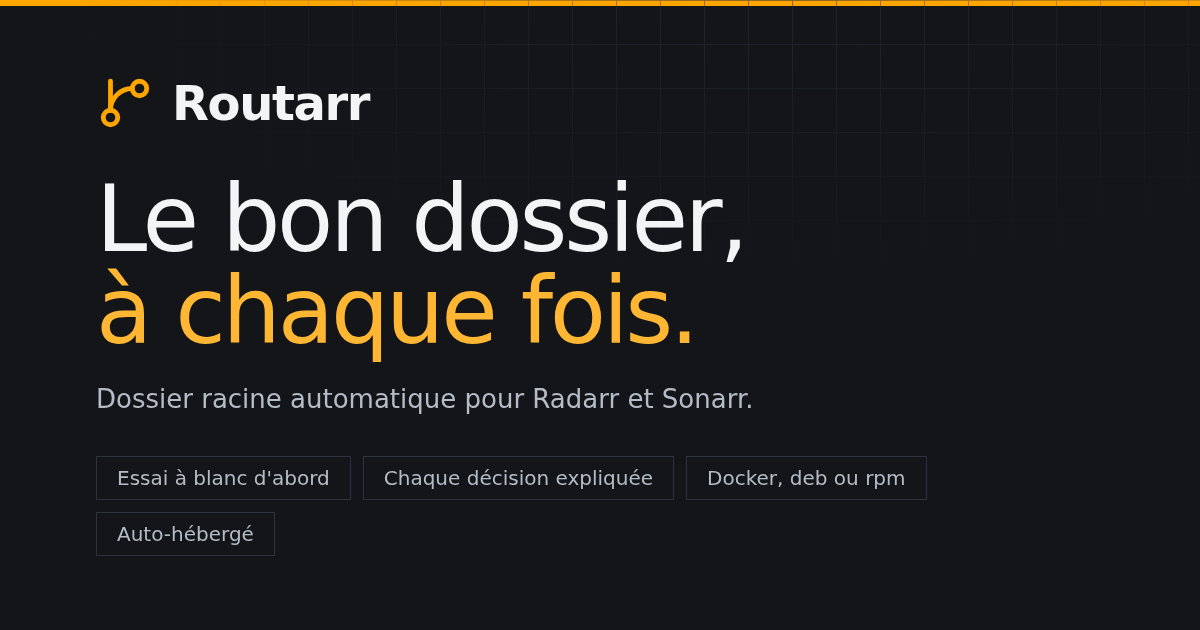 Routarr
Le bon dossier,
à chaque fois.
Dossier racine automatique pour Radarr et Sonarr.
Essai à blanc d'abord
Chaque décision expliquée
Docker, deb ou rpm
Auto-hébergé